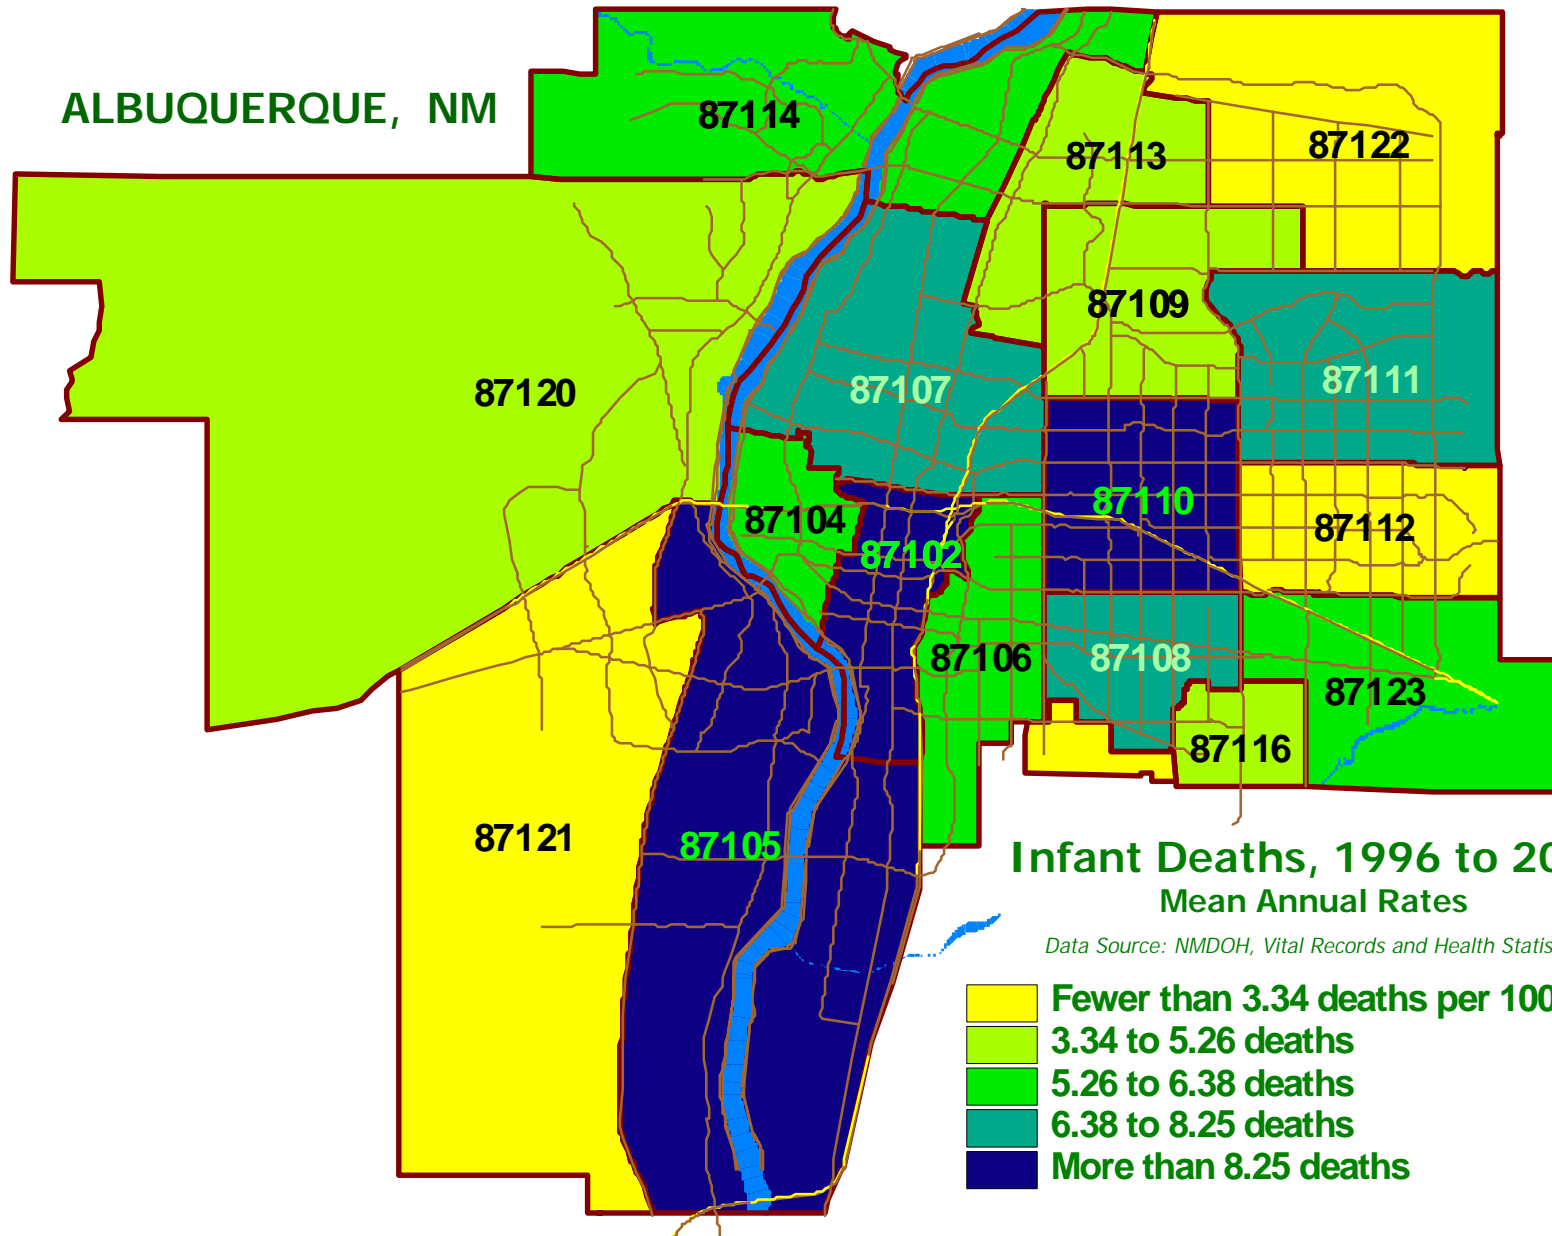 ALBUQUERQUE, NM
87114
87113
87122
87109
87120
87107
87111
87110
87104
87112
87102
87106
87108
87123
87116
87121
87105
Infant Deaths, 1996 to 20
Mean Annual Rates
Data Source: NMDOH, Vital Records and Health Statis
Fewer than 3.34 deaths per 100
3.34 to 5.26 deaths
5.26 to 6.38 deaths
6.38 to 8.25 deaths
More than 8.25 deaths